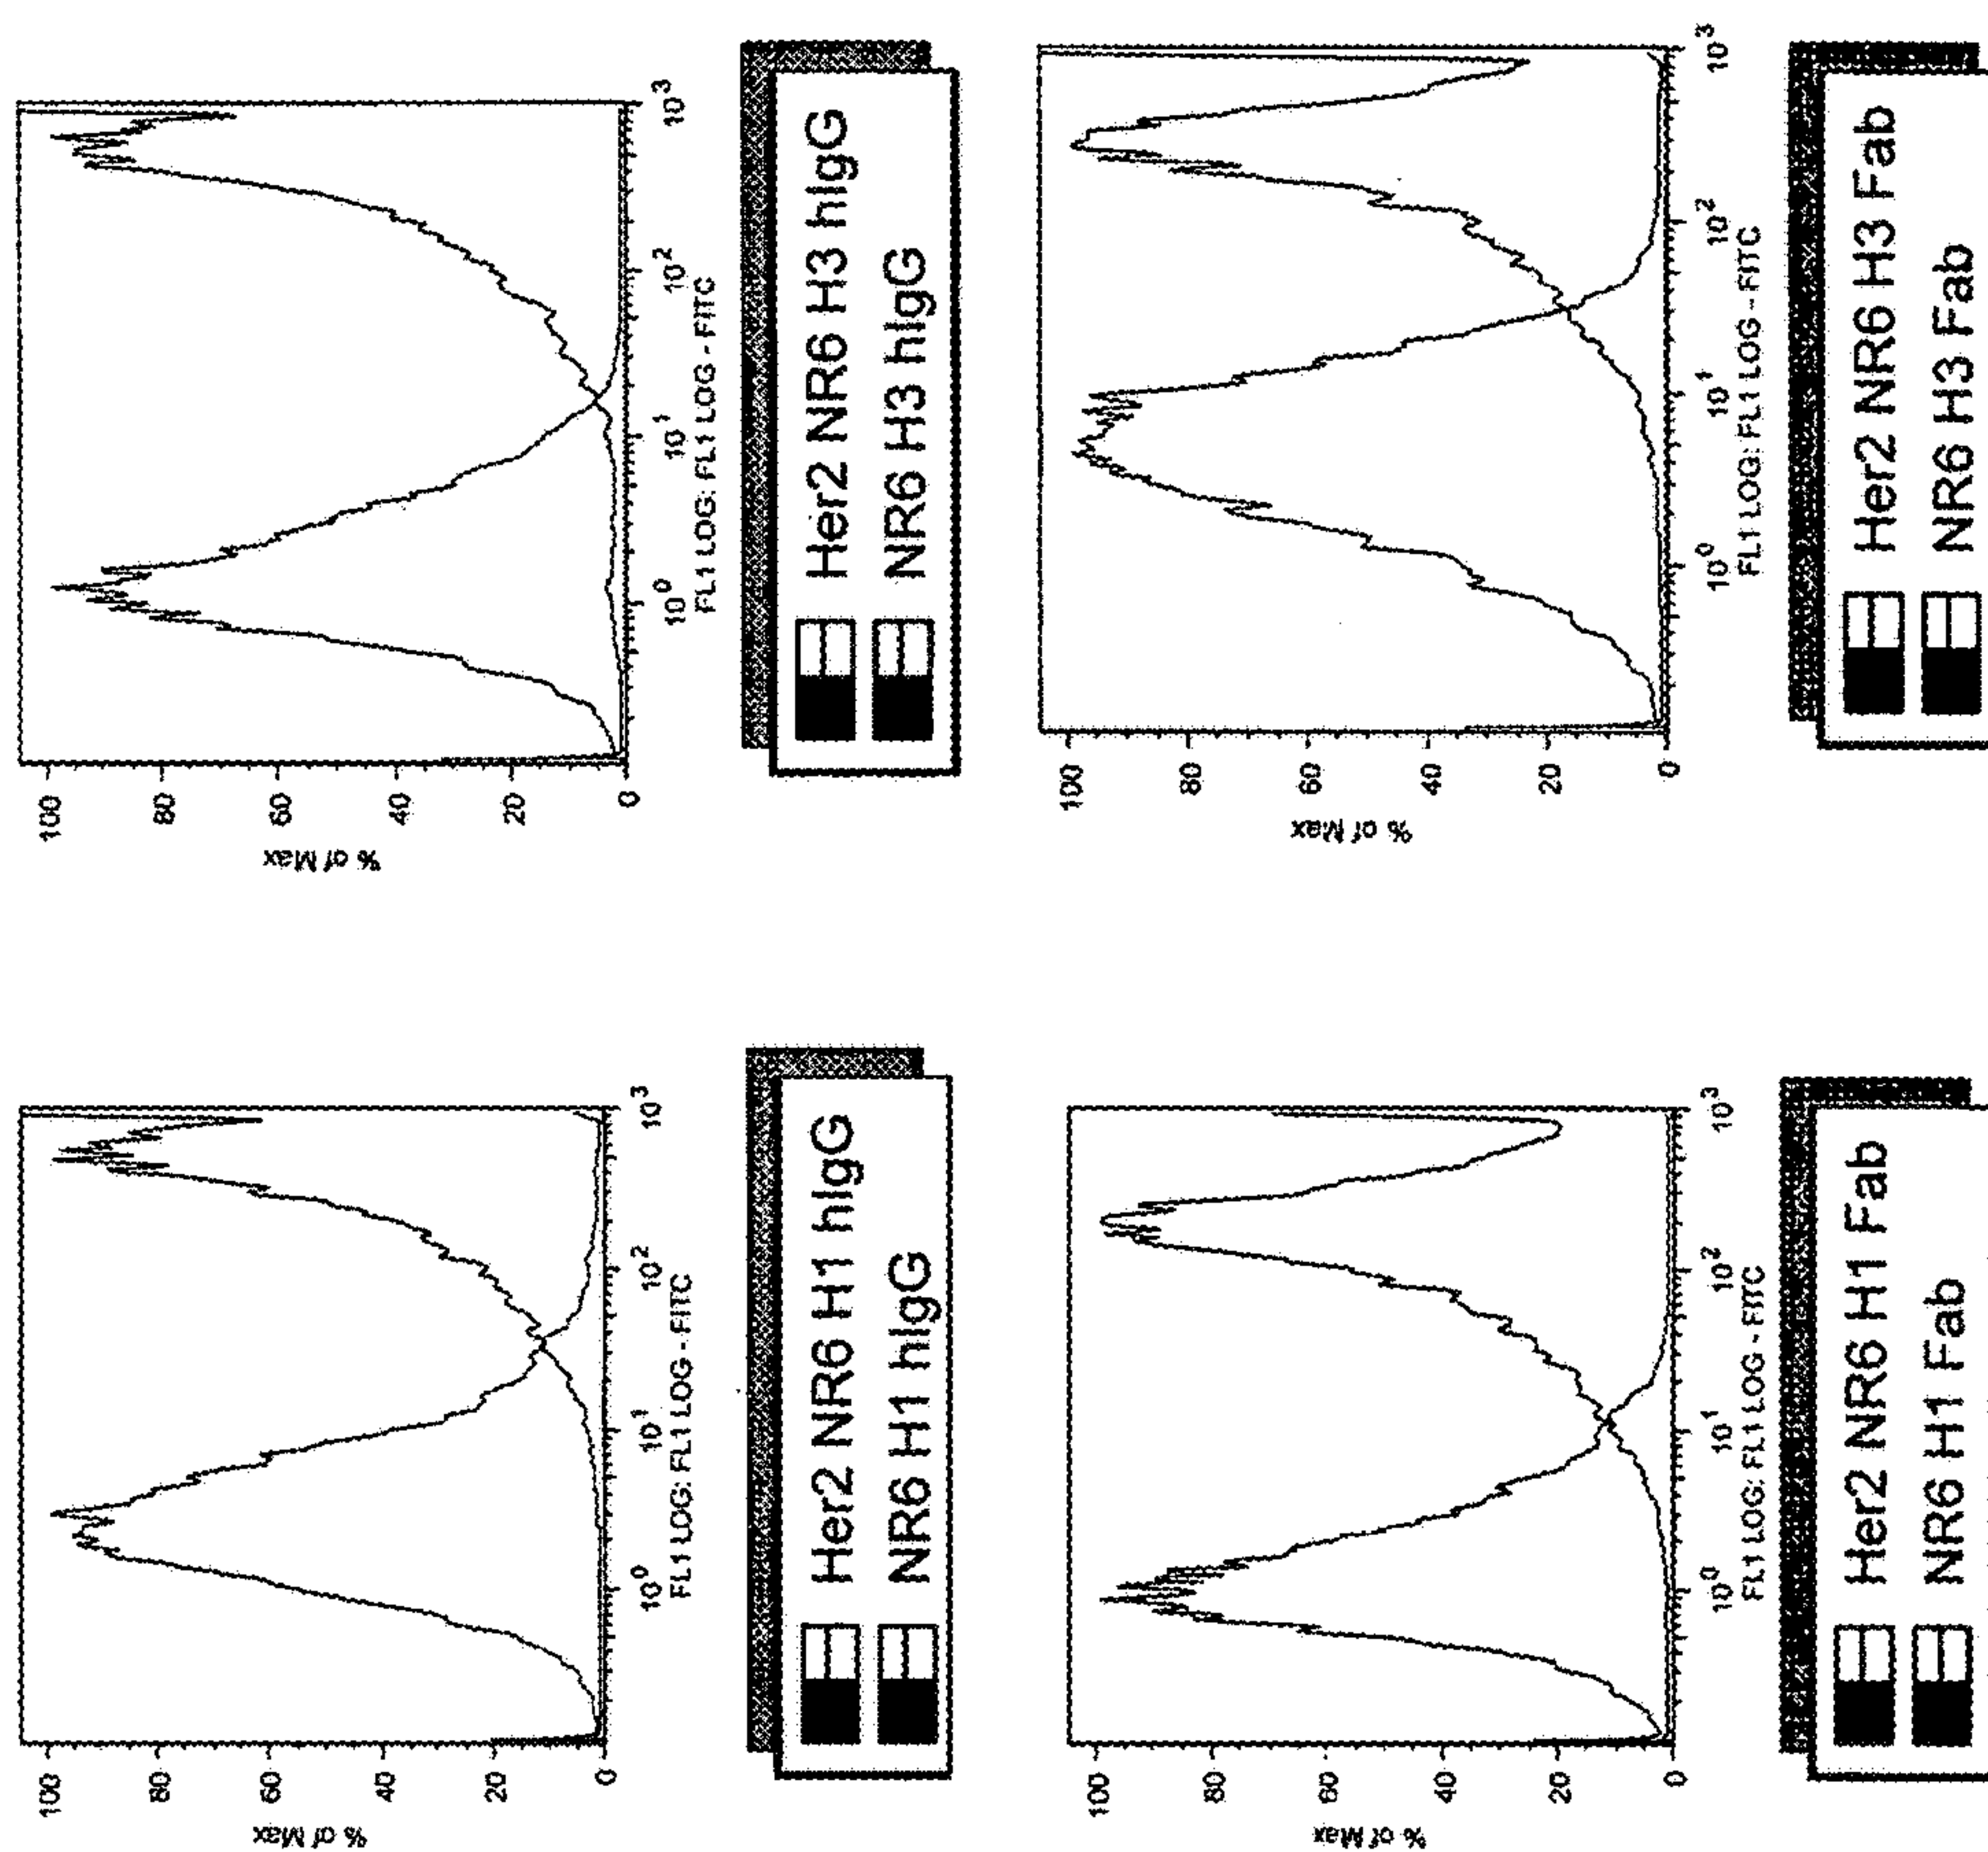 % of Max
100
80
60
40
20
0
10⁰ 10¹ 10² 10³
FL1 LOG: FL1 LOG - FITC
Her2 NR6 H1 hIgG
NR6 H1 hIgG
% of Max
100
80
60
40
20
0
10⁰ 10¹ 10² 10³
FL1 LOG: FL1 LOG - FITC
Her2 NR6 H3 hIgG
NR6 H3 hIgG
% of Max
100
80
60
40
20
0
10⁰ 10¹ 10² 10³
FL1 LOG: FL1 LOG - FITC
Her2 NR6 H1 Fab
NR6 H1 Fab
% of Max
100
80
60
40
20
0
10⁰ 10¹ 10² 10³
FL1 LOG: FL1 LOG - FITC
Her2 NR6 H3 Fab
NR6 H3 Fab